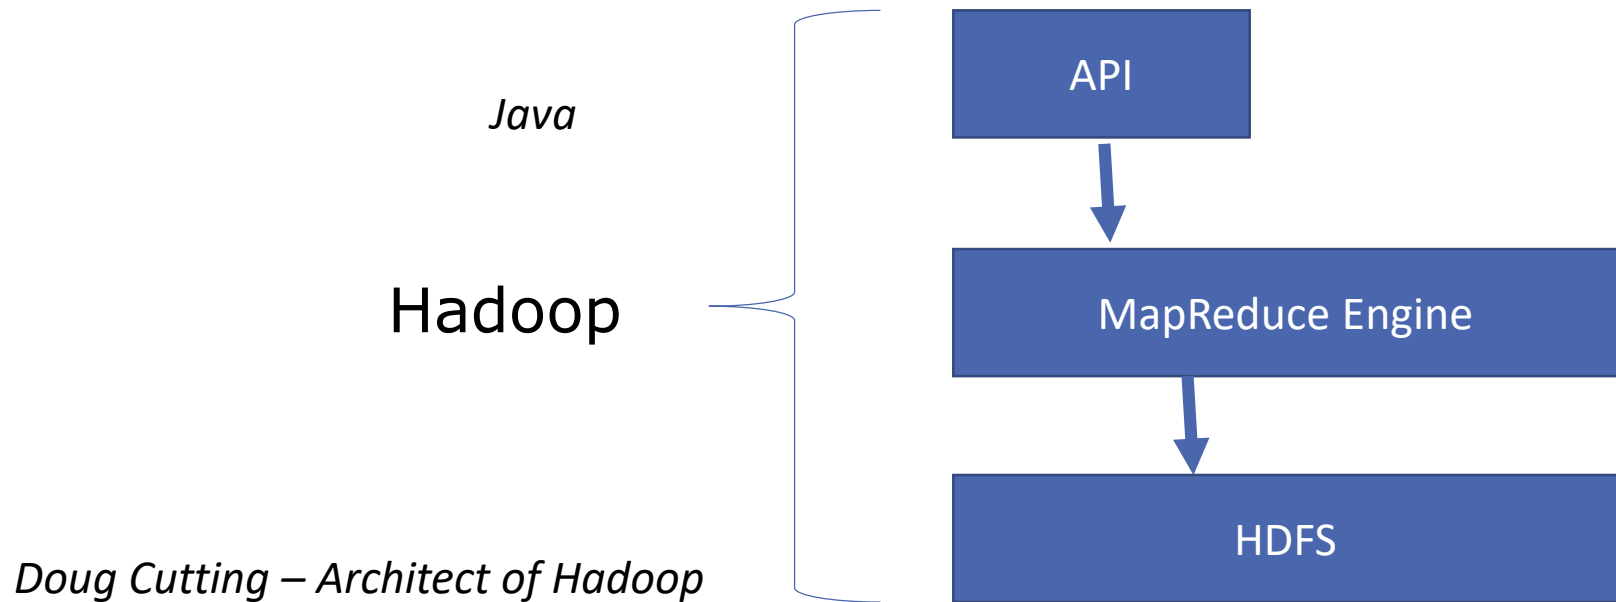 API
Java
Hadoop
MapReduce Engine
HDFS
Doug Cutting – Architect of Hadoop